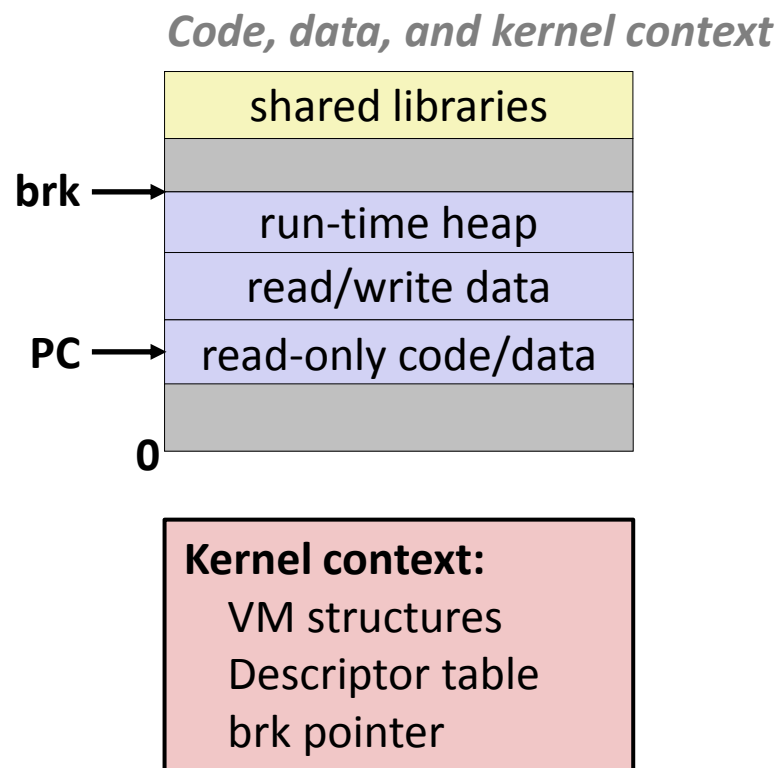 Code, data, and kernel context
shared libraries
brk
run-time heap
read/write data
PC
read-only code/data
0
Kernel context:
VM structures
Descriptor table
brk pointer